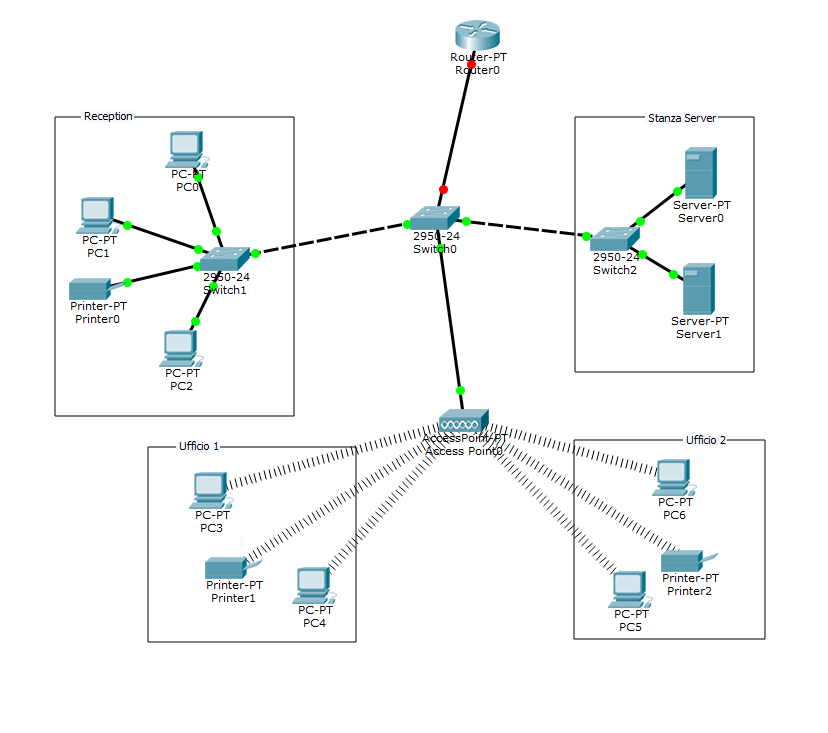 Router-PT
Router0
Reception
PC-PT
PC0
PC-PT
PC1
2950-24
Switch1
Printer-PT
Printer0
PC-PT
PC2
2950-24
Switch0
Stanza Server
Server-PT
Server0
2950-24
Switch2
Server-PT
Server1
AccessPoint-PT
Access Point0
Ufficio 1
PC-PT
PC3
Printer-PT
Printer1
PC-PT
PC4
Ufficio 2
PC-PT
PC6
Printer-PT
Printer2
PC-PT
PC5